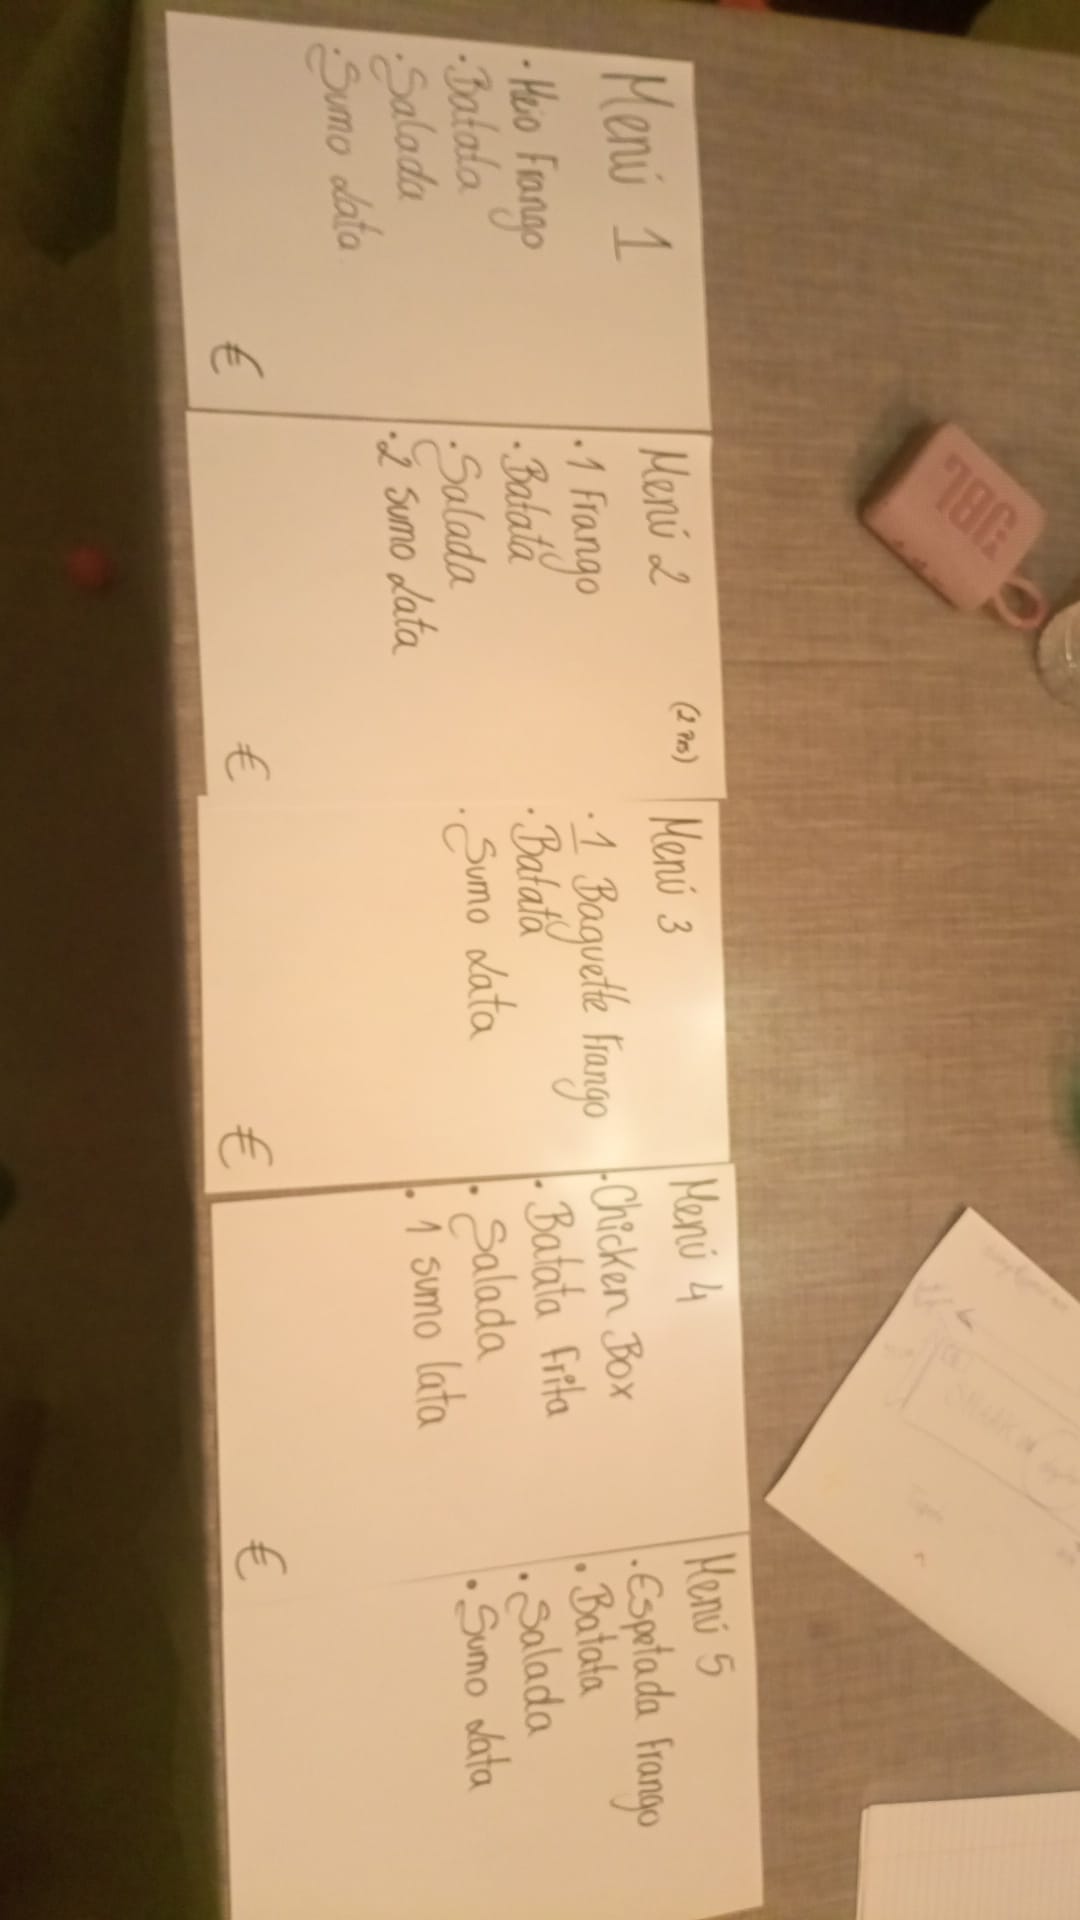 JBL
Menú 1
· Meio Frango
· Batata
· Salada
· Sumo Lata
€
Menú 2 (2 Prs)
· 1 Frango
· Batata
· Salada
· 2 Sumo Lata
€
Menú 3
· 1 Baguette Frango
· Batata
· Sumo Lata
€
Menú 4
· Chicken Box
· Batata Frita
· Salada
· 1 sumo lata
€
Menú 5
· Espetada Frango
· Batata
· Salada
· Sumo Lata